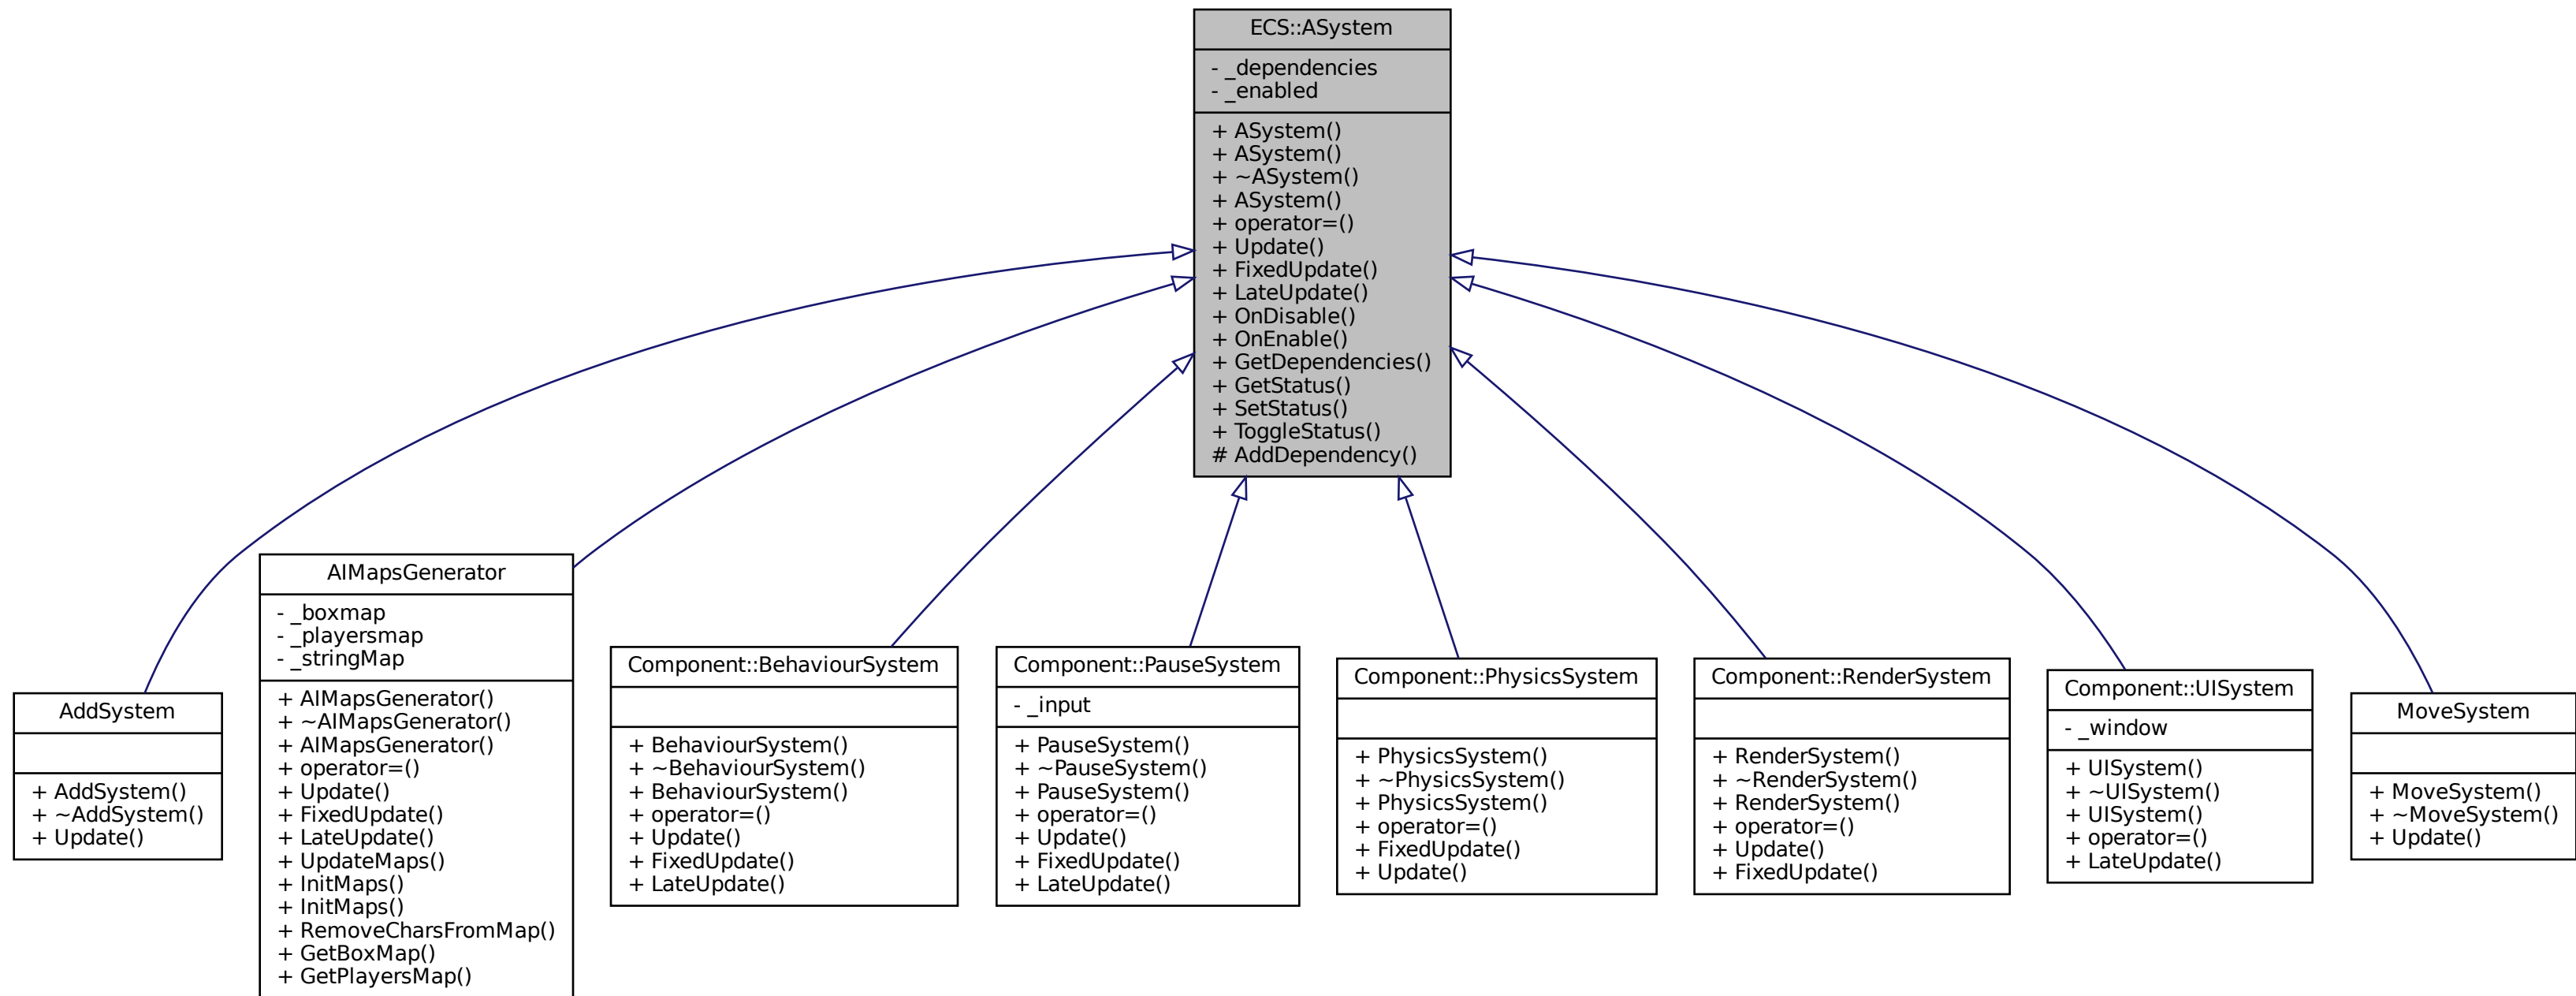 ECS::ASystem
- _dependencies
- _enabled
+ ASystem()
+ ASystem()
+ ~ASystem()
+ ASystem()
+ operator=()
+ Update()
+ FixedUpdate()
+ LateUpdate()
+ OnDisable()
+ OnEnable()
+ GetDependencies()
+ GetStatus()
+ SetStatus()
+ ToggleStatus()
# AddDependency()
AddSystem
+ AddSystem()
+ ~AddSystem()
+ Update()
AIMapsGenerator
- _boxmap
- _playersmap
- _stringMap
+ AIMapsGenerator()
+ ~AIMapsGenerator()
+ AIMapsGenerator()
+ operator=()
+ Update()
+ FixedUpdate()
+ LateUpdate()
+ UpdateMaps()
+ InitMaps()
+ InitMaps()
+ RemoveCharsFromMap()
+ GetBoxMap()
+ GetPlayersMap()
Component::BehaviourSystem
+ BehaviourSystem()
+ ~BehaviourSystem()
+ BehaviourSystem()
+ operator=()
+ Update()
+ FixedUpdate()
+ LateUpdate()
Component::PauseSystem
- _input
+ PauseSystem()
+ ~PauseSystem()
+ PauseSystem()
+ operator=()
+ Update()
+ FixedUpdate()
+ LateUpdate()
Component::PhysicsSystem
+ PhysicsSystem()
+ ~PhysicsSystem()
+ PhysicsSystem()
+ operator=()
+ FixedUpdate()
+ Update()
Component::RenderSystem
+ RenderSystem()
+ ~RenderSystem()
+ RenderSystem()
+ operator=()
+ Update()
+ FixedUpdate()
Component::UISystem
- _window
+ UISystem()
+ ~UISystem()
+ UISystem()
+ operator=()
+ LateUpdate()
MoveSystem
+ MoveSystem()
+ ~MoveSystem()
+ Update()